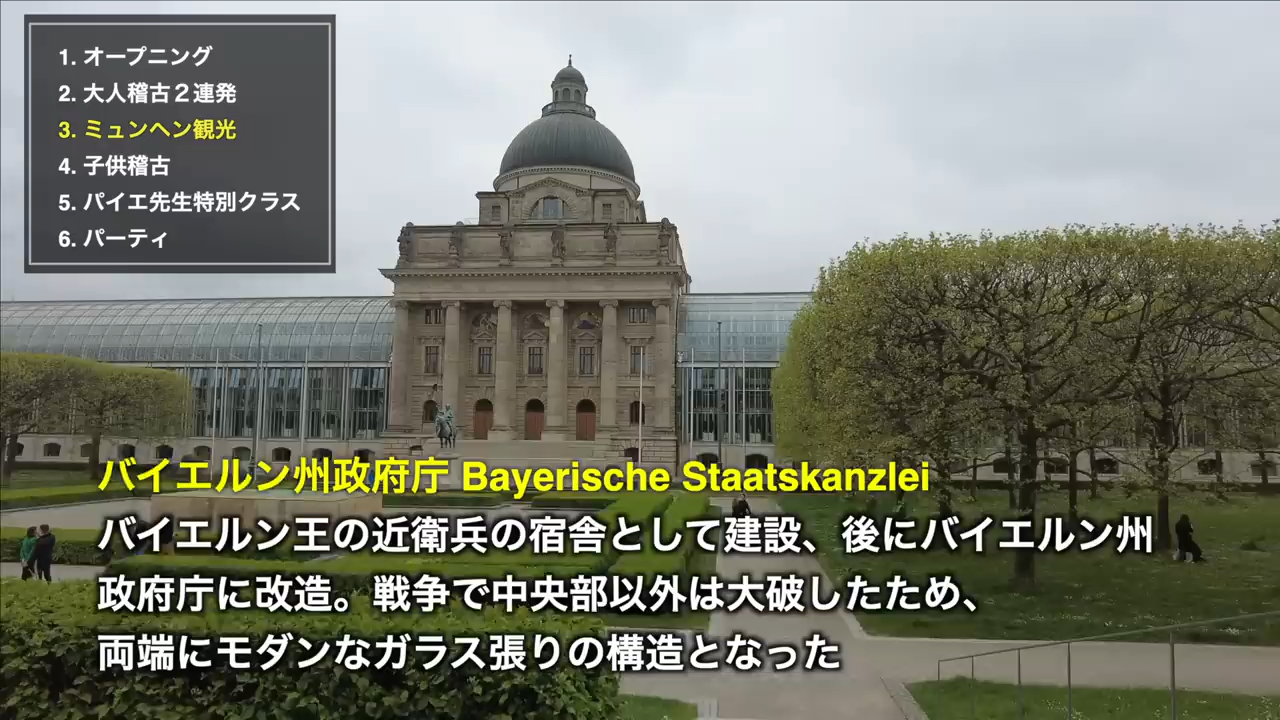 1. オープニング
2. 大人稽古２連発
3. ミュンヘン観光
4. 子供稽古
5. パイエ先生特別クラス
6. パーティ
バイエルン州政府庁 Bayerische Staatskanzlei
バイエルン王の近衛兵の宿舎として建設、後にバイエルン州
政府庁に改造。戦争で中央部以外は大破したため、
両端にモダンなガラス張りの構造となった